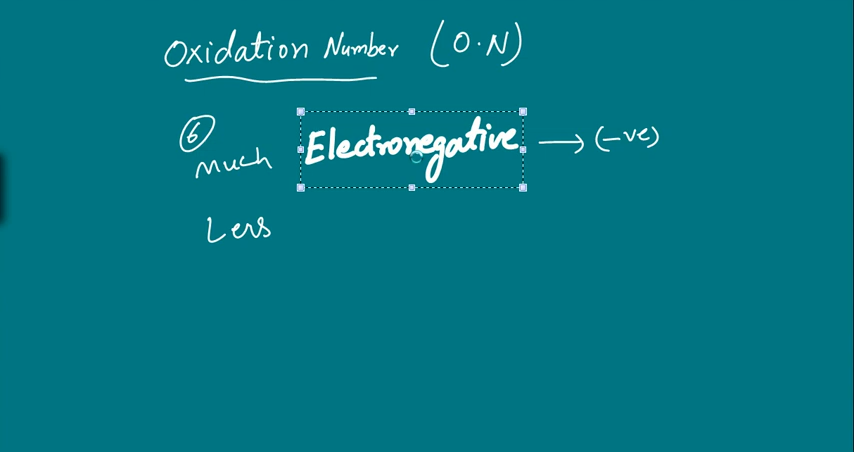 Oxidation Number (O.N)
6 Much Electronegative → (-ve)
Less